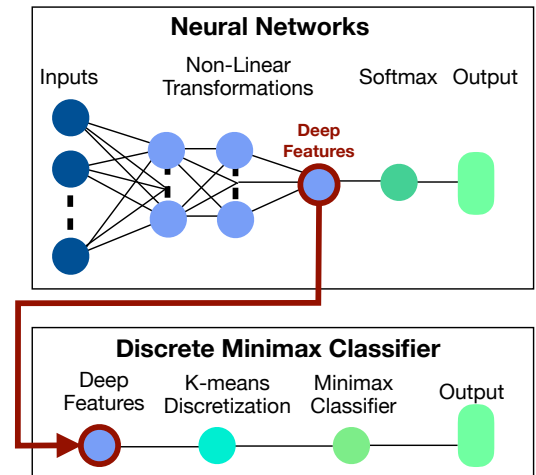 Neural Networks
Inputs
Non-Linear
Transformations
Softmax
Output
Deep
Features
Discrete Minimax Classifier
Deep
Features
K-means
Discretization
Minimax
Classifier
Output